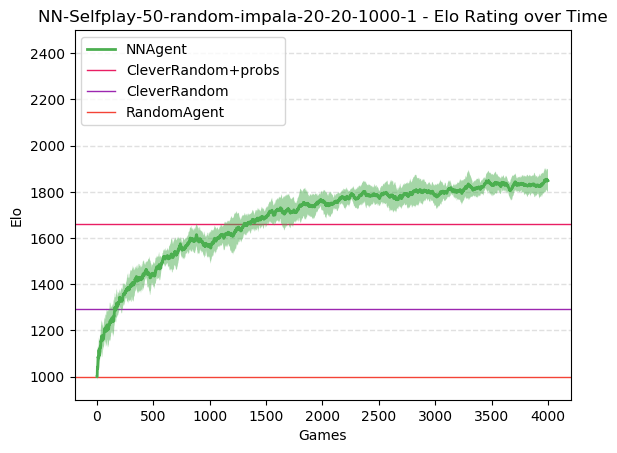 NN-Selfplay-50-random-impala-20-20-1000-1 - Elo Rating over Time
NNAgent
CleverRandom+probs
CleverRandom
RandomAgent
Elo
2400
2200
2000
1800
1600
1400
1200
1000
0 500 1000 1500 2000 2500 3000 3500 4000
Games